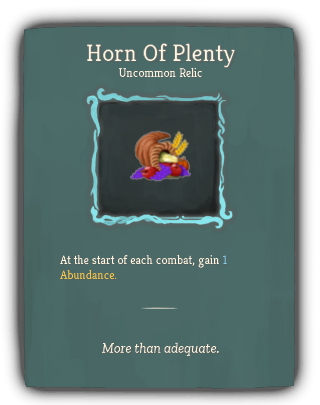 Horn Of Plenty
Uncommon Relic
At the start of each combat, gain 1
Abundance.
More than adequate.